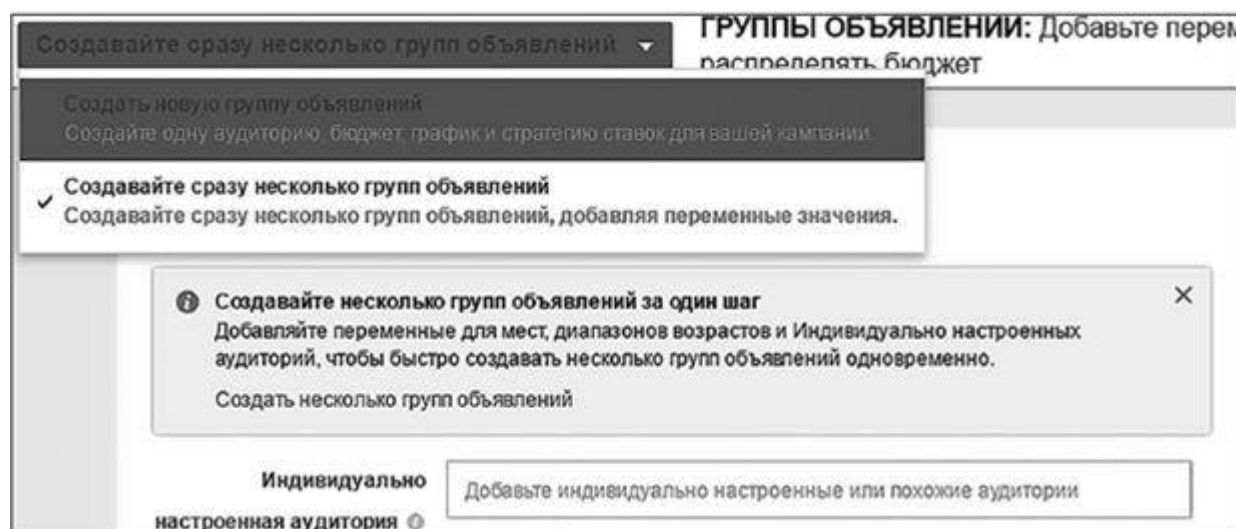 Создавайте сразу несколько групп объявлений
ГРУППЫ ОБЪЯВЛЕНИЙ: Добавьте перем
распределять бюджет
Создать новую группу объявлений
Создайте одну аудиторию, бюджет, график и стратегию ставок для вашей кампании.
Создавайте сразу несколько групп объявлений
Создавайте сразу несколько групп объявлений, добавляя переменные значения.
Создавайте несколько групп объявлений за один шаг
Добавляйте переменные для мест, диапазонов возрастов и Индивидуально настроенных
аудиторий, чтобы быстро создавать несколько групп объявлений одновременно.
Создать несколько групп объявлений
Индивидуально
настроенная аудитория
Добавьте индивидуально настроенные или похожие аудитории